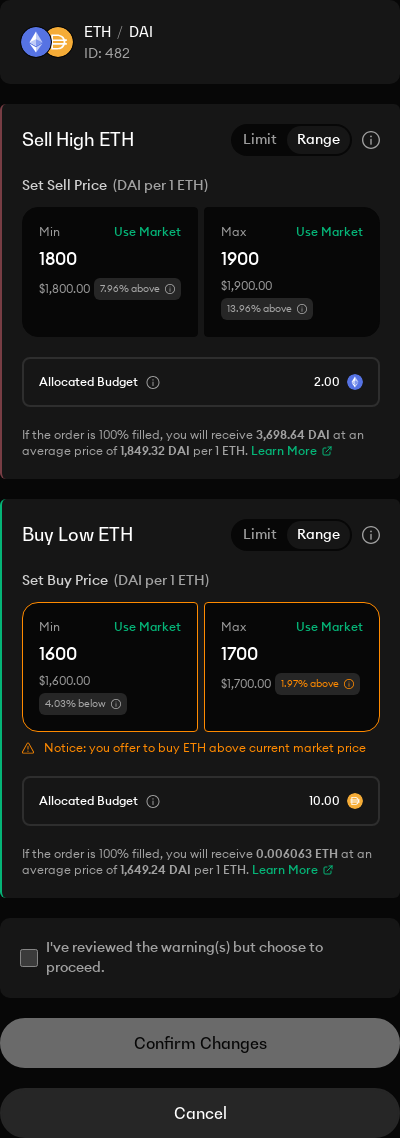 ETH / DAI
ID: 482
Sell High ETH
Limit Range
Set Sell Price (DAI per 1 ETH)
Min Use Market
1800
$1,800.00 7.96% above
Max Use Market
1900
$1,900.00
13.96% above
Allocated Budget 2.00
If the order is 100% filled, you will receive 3,698.64 DAI at an
average price of 1,849.32 DAI per 1 ETH. Learn More
Buy Low ETH
Limit Range
Set Buy Price (DAI per 1 ETH)
Min Use Market
1600
$1,600.00
4.03% below
Max Use Market
1700
$1,700.00 1.97% above
Notice: you offer to buy ETH above current market price
Allocated Budget 10.00
If the order is 100% filled, you will receive 0.006063 ETH at an
average price of 1,649.24 DAI per 1 ETH. Learn More
I've reviewed the warning(s) but choose to
proceed.
Confirm Changes
Cancel